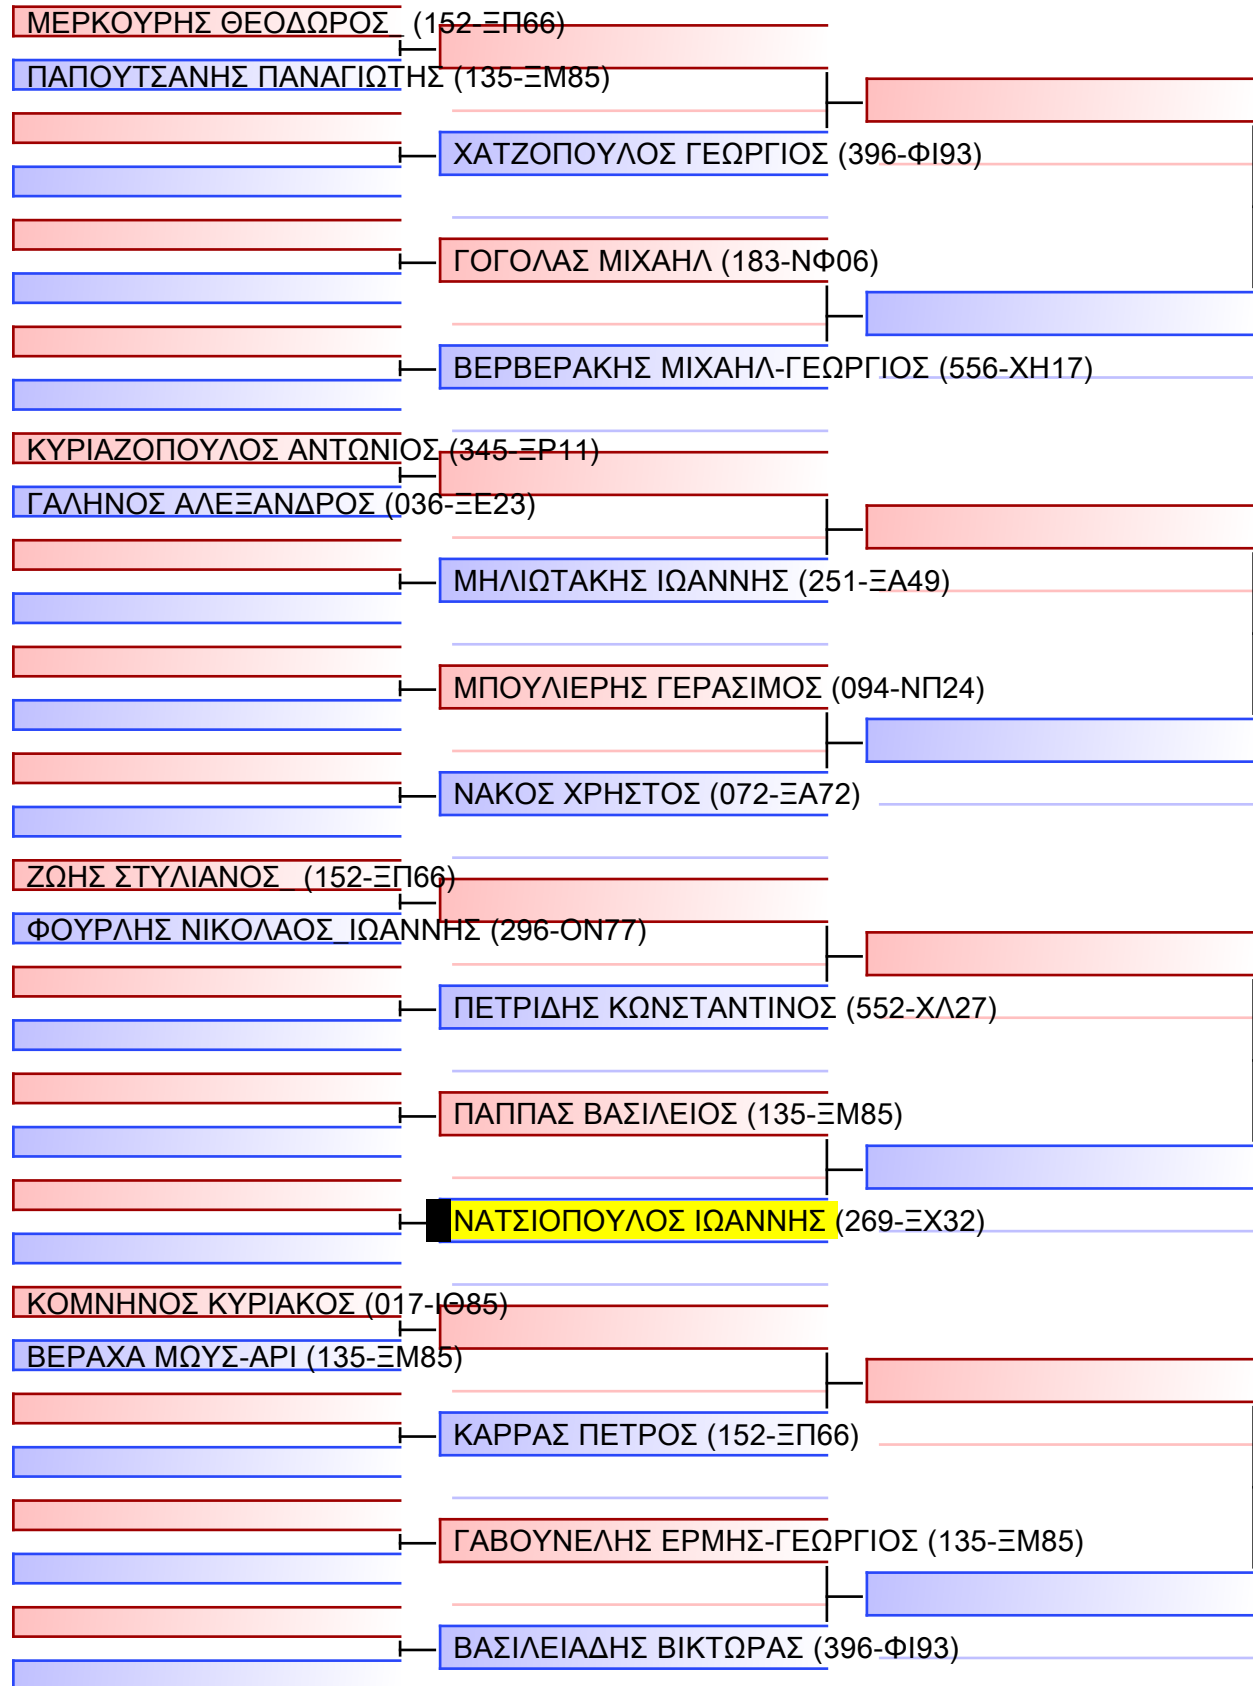 ΜΕΡΚΟΥΡΗΣ ΘΕΟΔΩΡΟΣ_ (152-ΞΠ66)
ΠΑΠΟΥΤΣΑΝΗΣ ΠΑΝΑΓΙΩΤΗΣ (135-ΞΜ85)
ΧΑΤΖΟΠΟΥΛΟΣ ΓΕΩΡΓΙΟΣ (396-ΦΙ93)
ΓΟΓΟΛΑΣ ΜΙΧΑΗΛ (183-ΝΦ06)
ΒΕΡΒΕΡΑΚΗΣ ΜΙΧΑΗΛ-ΓΕΩΡΓΙΟΣ (556-ΧΗ17)
ΚΥΡΙΑΖΟΠΟΥΛΟΣ ΑΝΤΩΝΙΟΣ (345-ΞΡ11)
ΓΑΛΗΝΟΣ ΑΛΕΞΑΝΔΡΟΣ (036-ΞΕ23)
ΜΗΛΙΩΤΑΚΗΣ ΙΩΑΝΝΗΣ (251-ΞΑ49)
ΜΠΟΥΛΙΕΡΗΣ ΓΕΡΑΣΙΜΟΣ (094-ΝΠ24)
ΝΑΚΟΣ ΧΡΗΣΤΟΣ (072-ΞΑ72)
ΖΩΗΣ ΣΤΥΛΙΑΝΟΣ_ (152-ΞΠ66)
ΦΟΥΡΛΗΣ ΝΙΚΟΛΑΟΣ_ΙΩΑΝΝΗΣ (296-ΟΝ77)
ΠΕΤΡΙΔΗΣ ΚΩΝΣΤΑΝΤΙΝΟΣ (552-ΧΛ27)
ΠΑΠΠΑΣ ΒΑΣΙΛΕΙΟΣ (135-ΞΜ85)
ΝΑΤΣΙΟΠΟΥΛΟΣ ΙΩΑΝΝΗΣ (269-ΞΧ32)
ΚΟΜΝΗΝΟΣ ΚΥΡΙΑΚΟΣ (017-ΙΘ85)
ΒΕΡΑΧΑ ΜΩΥΣ-ΑΡΙ (135-ΞΜ85)
ΚΑΡΡΑΣ ΠΕΤΡΟΣ (152-ΞΠ66)
ΓΑΒΟΥΝΕΛΗΣ ΕΡΜΗΣ-ΓΕΩΡΓΙΟΣ (135-ΞΜ85)
ΒΑΣΙΛΕΙΑΔΗΣ ΒΙΚΤΩΡΑΣ (396-ΦΙ93)